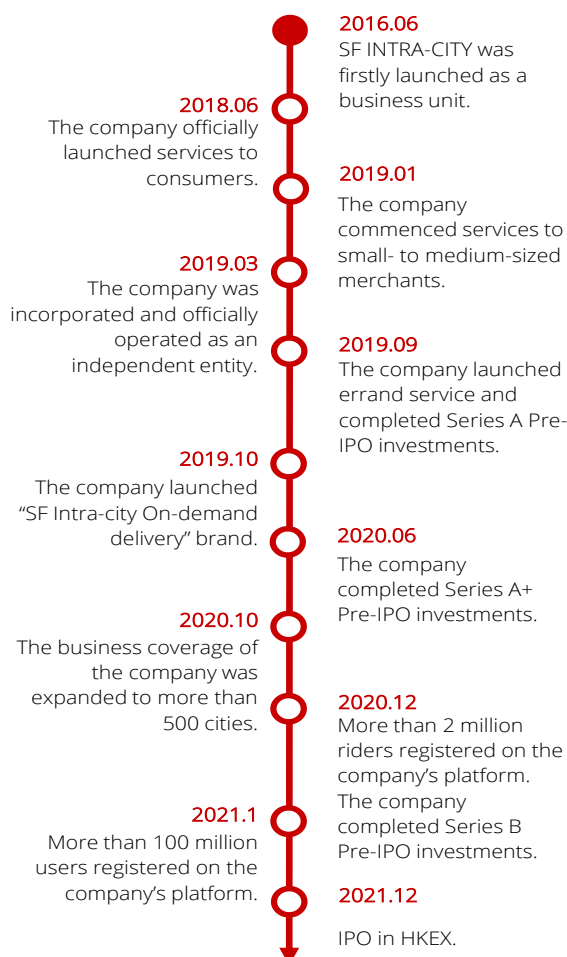 2016.06
SF INTRA-CITY was
firstly launched as a
business unit.
2018.06
The company officially
launched services to
consumers.
2019.01
The company
commenced services to
small- to medium-sized
merchants.
2019.03
The company was
incorporated and officially
operated as an
independent entity.
2019.09
The company launched
errand service and
completed Series A Pre-
IPO investments.
2019.10
The company launched
“SF Intra-city On-demand
delivery” brand.
2020.06
The company
completed Series A+
Pre-IPO investments.
2020.10
The business coverage of
the company was
expanded to more than
500 cities.
2020.12
More than 2 million
riders registered on the
company’s platform.
The company
completed Series B
Pre-IPO investments.
2021.1
More than 100 million
users registered on the
company’s platform.
2021.12
IPO in HKEX.